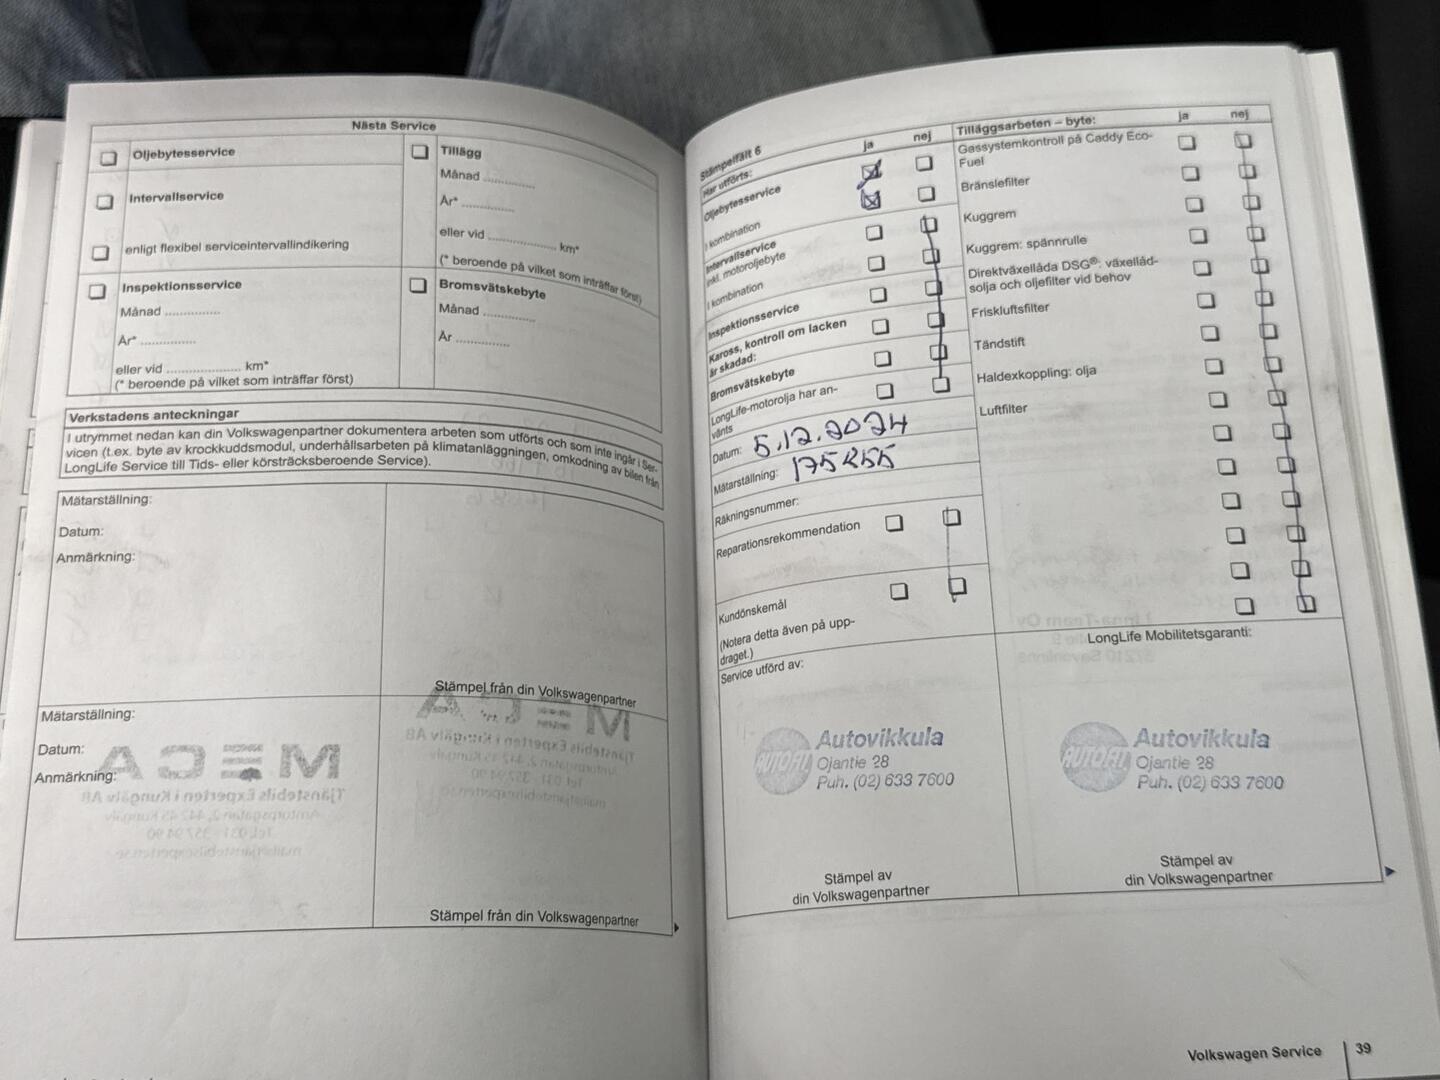 Nästa Service
Oljebytesservice
Intervallservice
enligt flexibel serviceintervallindikering
Inspektionsservice
Månad ..............
År* ..............
eller vid ................... km*
(* beroende på vilket som inträffar först)
Tillägg
Månad .............
År* .............
eller vid ................. km*
(* beroende på vilket som inträffar först)
Bromsvätskebyte
Månad .............
År .............
Verkstadens anteckningar
I utrymmet nedan kan din Volkswagenpartner dokumentera arbeten som utförts och som inte ingår i Ser-
vicen (t.ex. byte av krockkuddsmodul, underhållsarbeten på klimatanläggningen, omkodning av bilen från
LongLife Service till Tids- eller körsträcksberoende Service).
Mätarställning:
Datum:
Anmärkning:
Stämpel från din Volkswagenpartner
Mätarställning:
Datum:
Anmärkning:
Stämpel från din Volkswagenpartner
Stämpelfält 6
Har utförts:
ja
nej
Oljebytesservice
I kombination
Intervallservice
inkl. motoroljebyte
I kombination
Inspektionsservice
Kaross, kontroll om lacken
är skadad:
Bromsvätskebyte
LongLife-motorolja har an-
vänts
Datum: 5.12.2024
Mätarställning: 175255
Räkningsnummer:
Reparationsrekommendation
Kundönskemål
(Notera detta även på upp-
draget.)
Service utförd av:
Tilläggsarbeten – byte:
ja
nej
Gassystemkontroll på Caddy Eco-
Fuel
Bränslefilter
Kuggrem
Kuggrem: spännrulle
Direktväxellåda DSG®: växellåd-
solja och oljefilter vid behov
Friskluftsfilter
Tändstift
Haldexkoppling: olja
Luftfilter
LongLife Mobilitetsgaranti:
AUTOFIT
Autovikkula
Ojantie 28
Puh. (02) 633 7600
Stämpel av
din Volkswagenpartner
AUTOFIT
Autovikkula
Ojantie 28
Puh. (02) 633 7600
Stämpel av
din Volkswagenpartner
Volkswagen Service
39